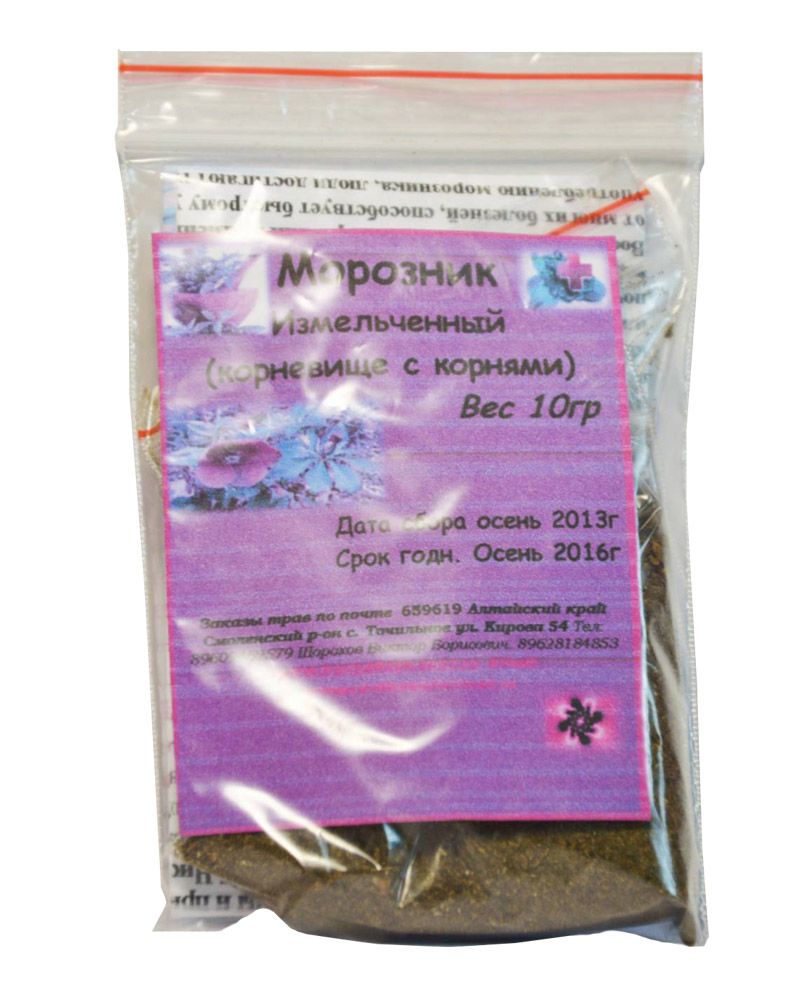 употреблению морозника, люди достигают
от многих болезней, способствует быстрому
Морозник
Измельченный
(корневище с корнями)
Вес 10гр
Дата сбора осень 2013г
Срок годн. Осень 2016г
Заказы трав по почте 659619 Алтайский край
Смоленский р-он с. Точильное ул. Кирова 54 Тел:
Шорохов Виктор Борисович. 89628184853